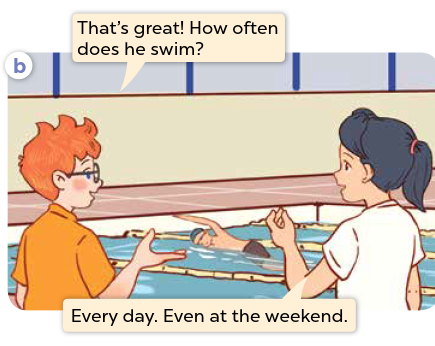 That's great! How often
does he swim?
b
Every day. Even at the weekend.